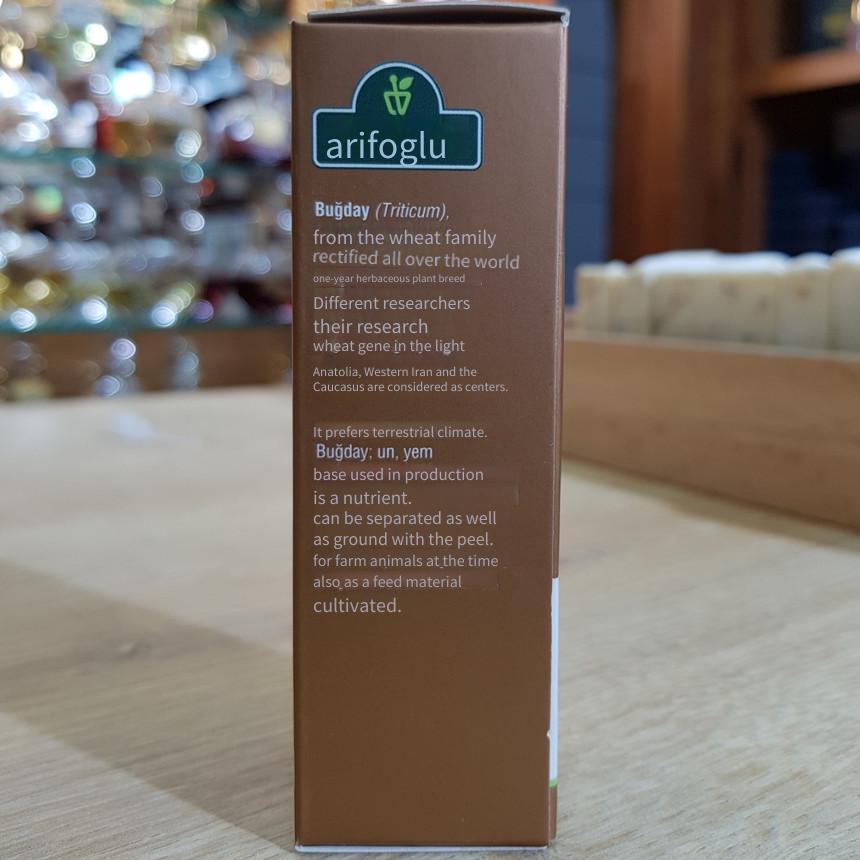 arifoglu
Buğday (Triticum),
from the wheat family
rectified all over the world
one-year herbaceous plant breed
Different researchers
their research
wheat gene in the light
Anatolia, Western Iran and the
Caucasus are considered as centers.
It prefers terrestrial climate.
Buğday; un, yem
base used in production
is a nutrient.
can be separated as well
as ground with the peel.
for farm animals at the time
also as a feed material
cultivated.